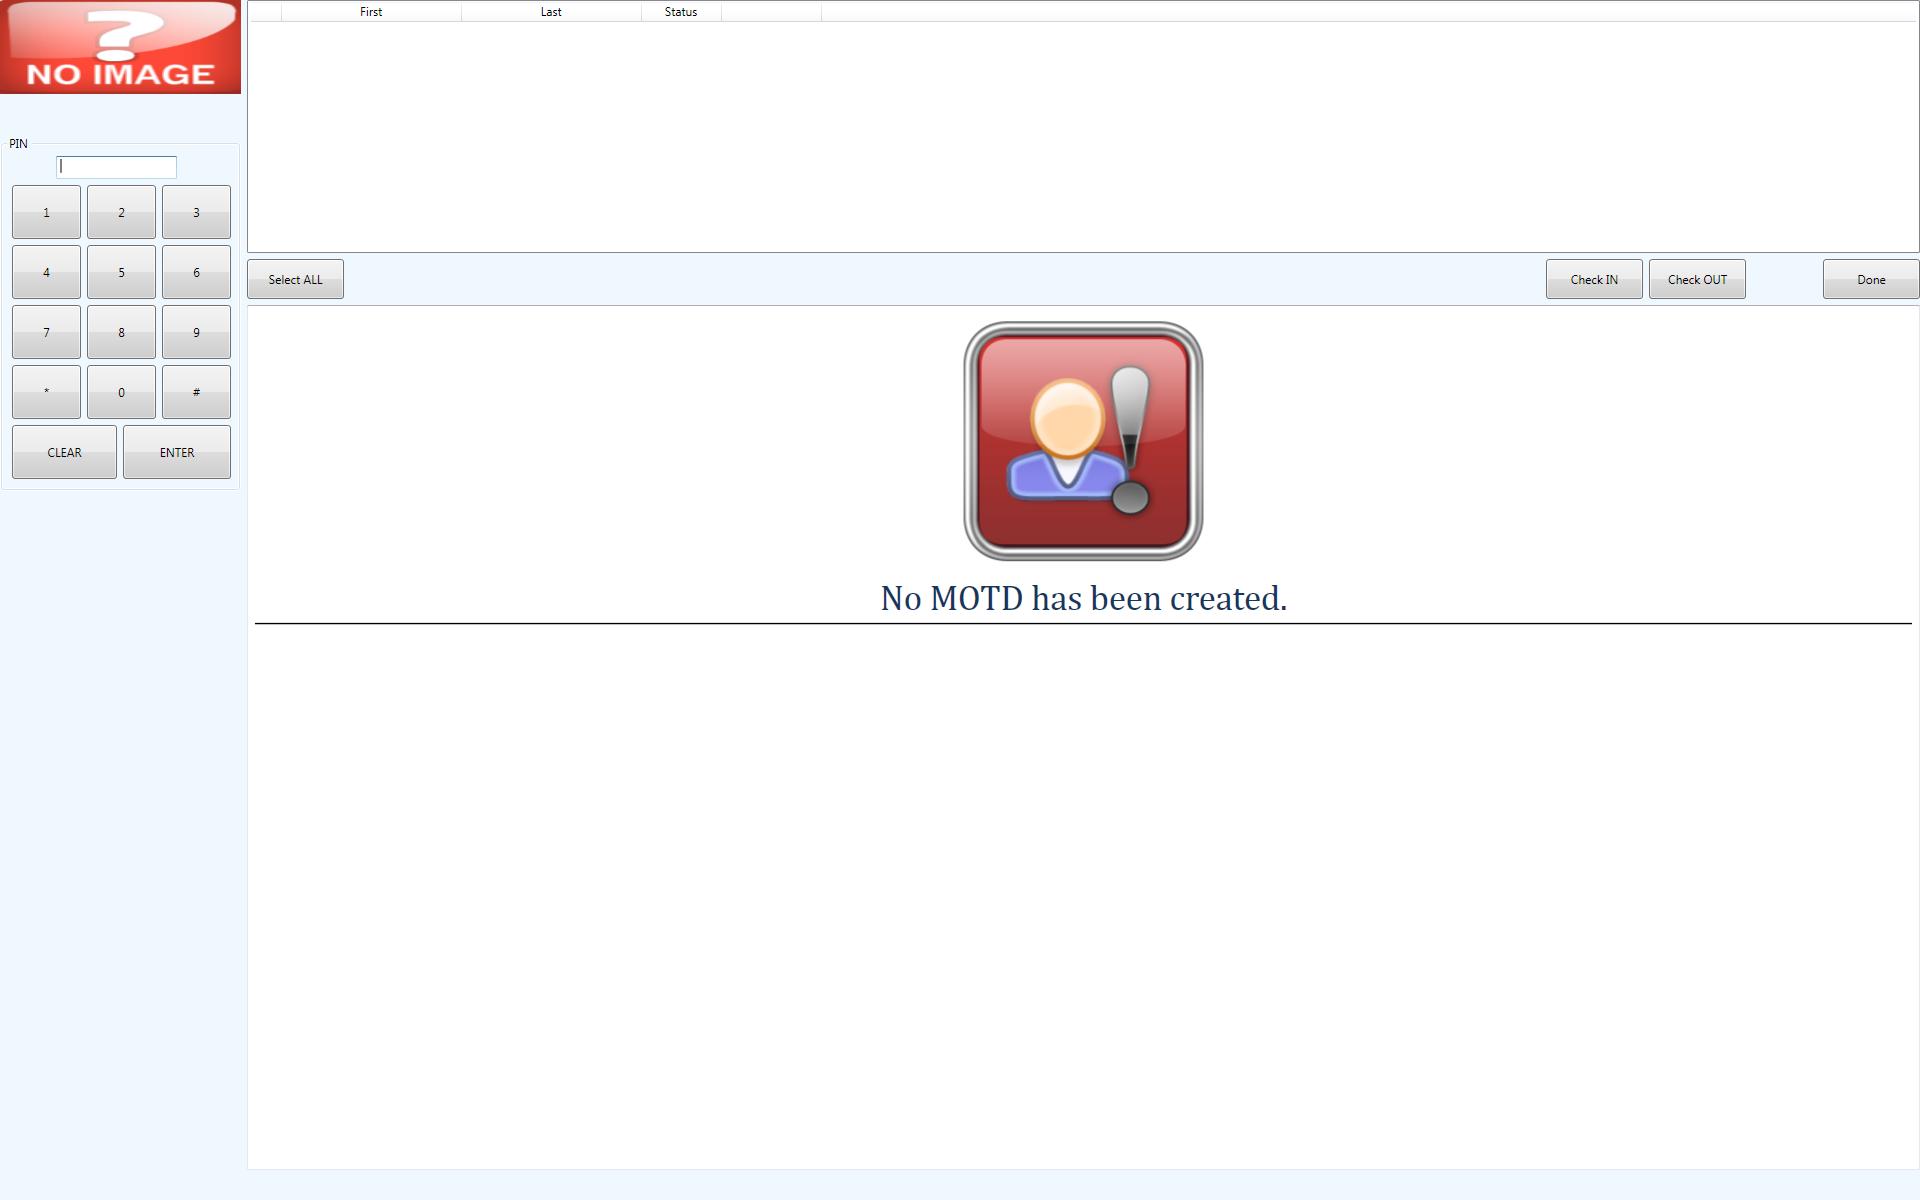 ?
NO IMAGE
First Last Status
PIN
1 2 3
4 5 6
7 8 9
* 0 #
CLEAR ENTER
Select ALL Check IN Check OUT Done
No MOTD has been created.